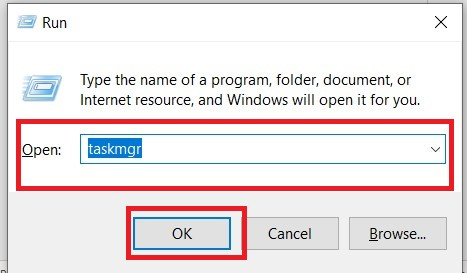 Run
Type the name of a program, folder, document, or
Internet resource, and Windows will open it for you.
Open: taskmgr
OK Cancel Browse...